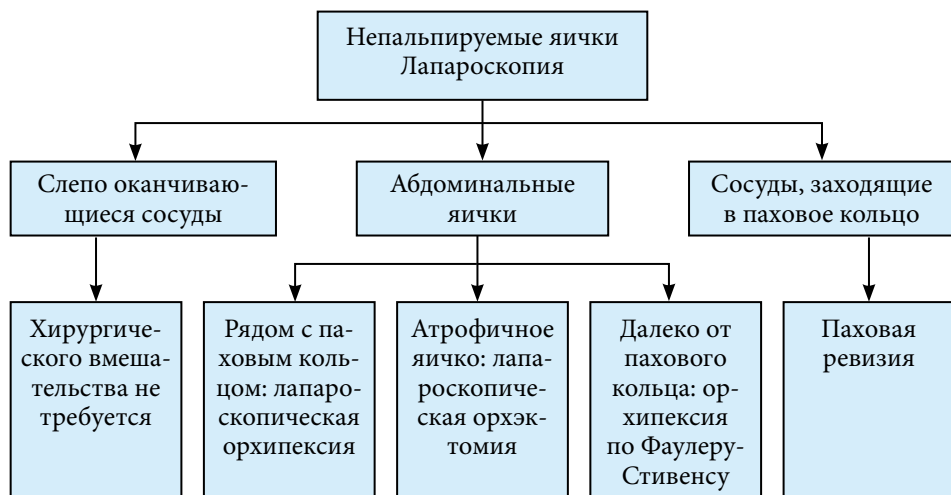 Непальпируемые яички
Лапароскопия
Слепо оканчиваю-
щиеся сосуды
Абдоминальные
яички
Сосуды, заходящие
в паховое кольцо
Хирургиче-
ского вмеша-
тельства не
требуется
Рядом с па-
ховым коль-
цом: лапаро-
скопическая
орхипексия
Атрофичное
яичко: лапа-
роскопиче-
ская орхэк-
томия
Далеко от
пахового
кольца: ор-
хипексия
по Фаулеру-
Стивенсу
Паховая
ревизия